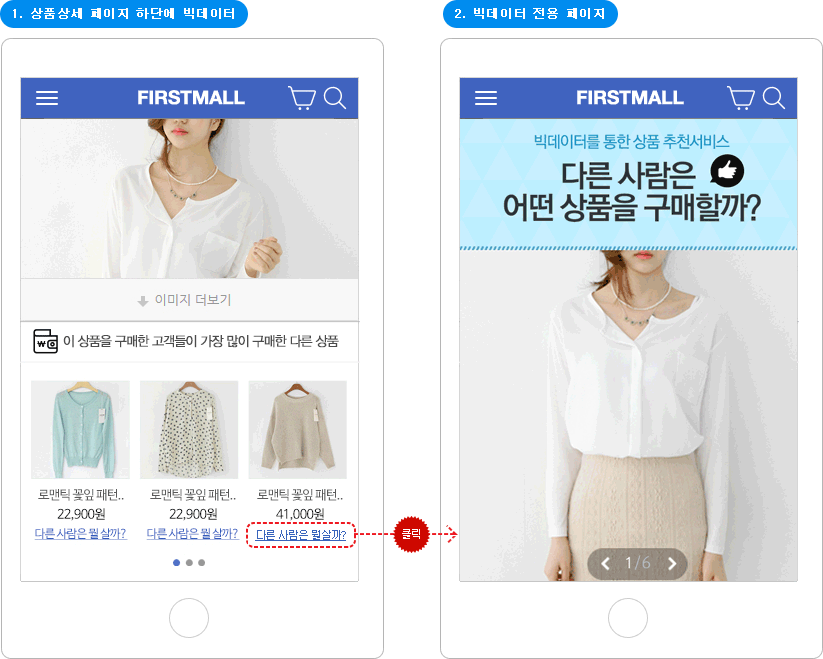 1. 상품상세 페이지 하단에 빅데이터
FIRSTMALL
이미지 더보기
이 상품을 구매한 고객들이 가장 많이 구매한 다른 상품
로맨틱 꽃잎 패턴..
22,900원
다른 사람은 뭘 살까?
로맨틱 꽃잎 패턴..
22,900원
다른 사람은 뭘 살까?
로맨틱 꽃잎 패턴..
41,000원
다른 사람은 뭘살까?
클릭
2. 빅데이터 전용 페이지
FIRSTMALL
빅데이터를 통한 상품 추천서비스
다른 사람은
어떤 상품을 구매할까?
1/6